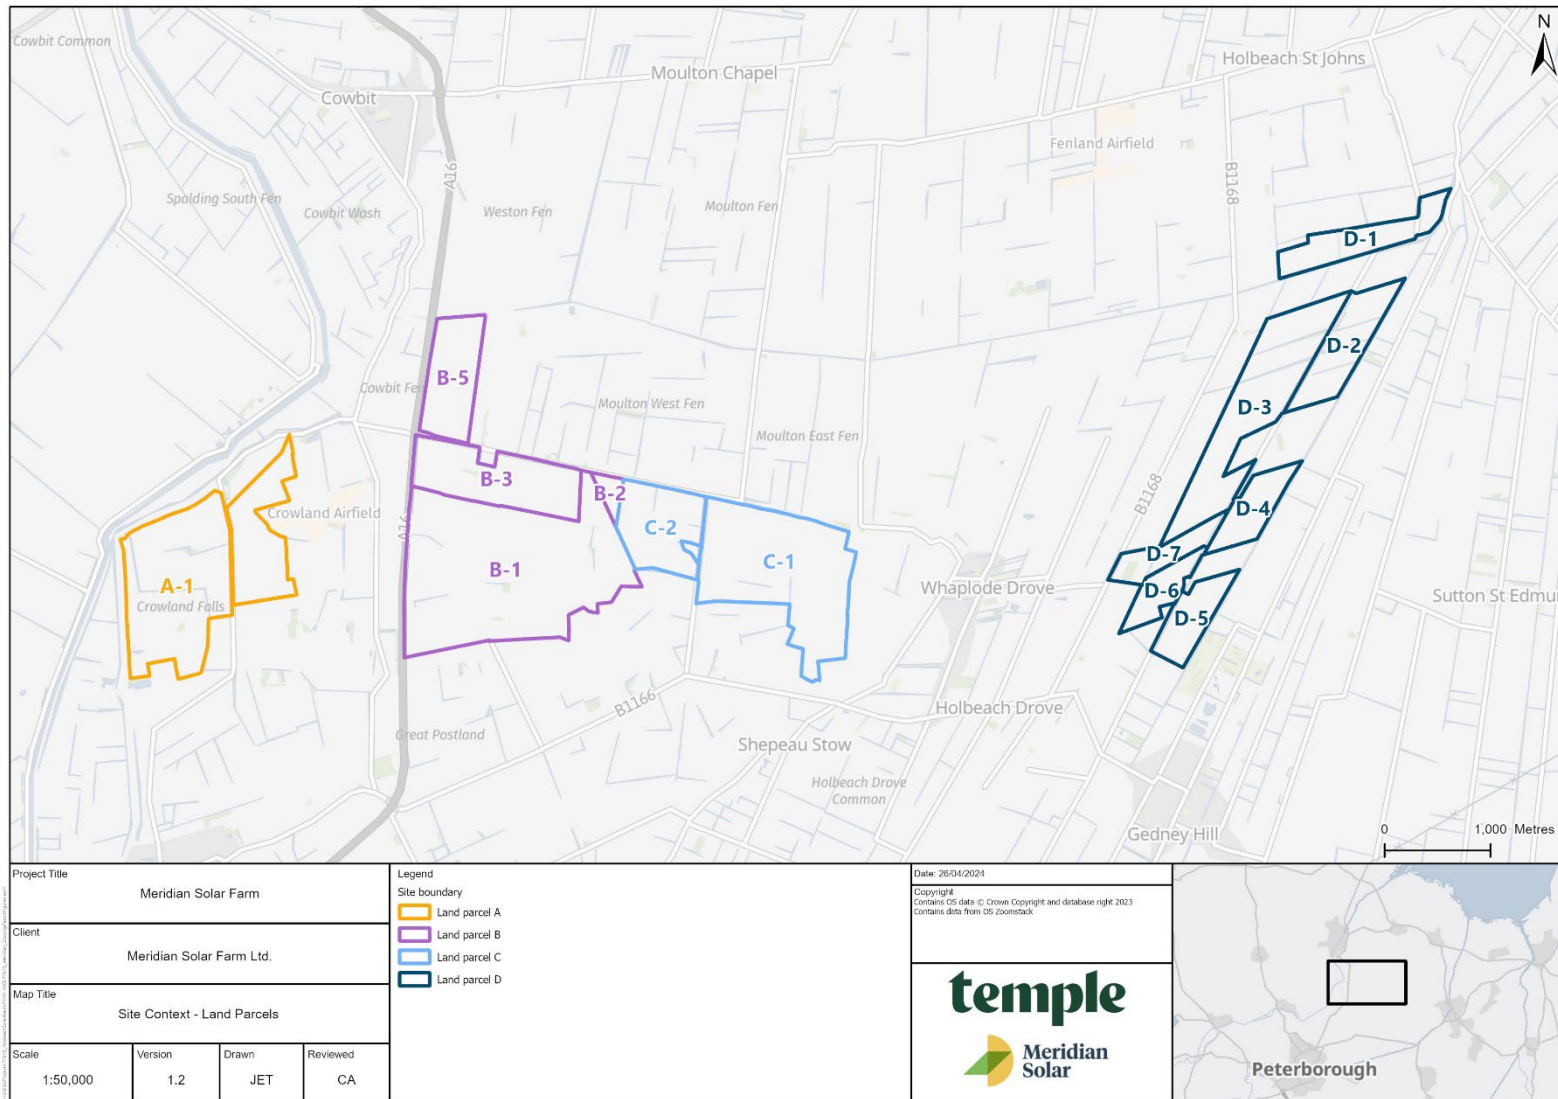 N
Cowbit Common
Holbeach St Johns
Moulton Chapel
Cowbit
Fenland Airfield
A16
B1168
Spalding South Fen
Cowbit Wash
Weston Fen
Moulton Fen
D-1
D-2
B-5
Cowbit Fen
Moulton West Fen
D-3
Moulton East Fen
B-3
B-2
B1168
Crowland Airfield
A16
C-2
D-4
D-7
B-1
C-1
A-1
Whaplode Drove
D-6
Sutton St Edmu
Crowland Falls
D-5
B1166
Holbeach Drove
Great Postland
Shepeau Stow
Holbeach Drove
Common
Gedney Hill
0 1,000 Metres
Project Title
Meridian Solar Farm
Client
Meridian Solar Farm Ltd.
Map Title
Site Context - Land Parcels
Scale Version Drawn Reviewed
1:50,000 1.2 JET CA
Legend
Site boundary
Land parcel A
Land parcel B
Land parcel C
Land parcel D
Date: 26/04/2024
Copyright
Contains OS data © Crown Copyright and database right 2023
Contains data from OS Zoomstack
temple
Meridian
Solar
Peterborough